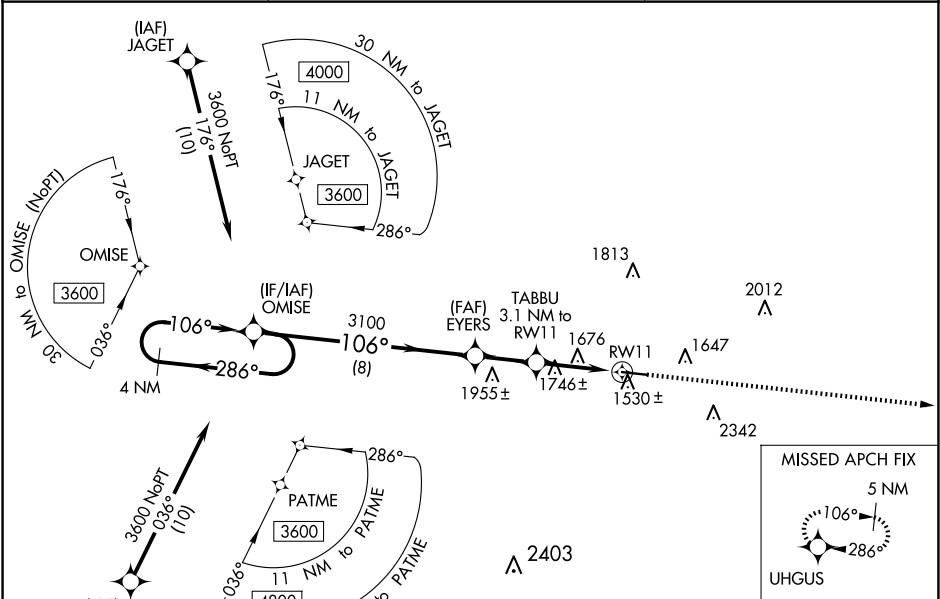 (IAF)
JAGET
3600 NoPT
176°
(10)
30 NM to JAGET
4000
176°
11 NM to JAGET
JAGET
3600
286°
30 NM to OMISE (NoPT)
176°
OMISE
3600
036°
(IF/IAF)
OMISE
106°
286°
4 NM
3100
106°
(8)
(FAF)
EYERS
1955±
TABBU
3.1 NM to
RW11
1676
1746±
RW11
1530±
1813
2012
1647
2342
3600 NoPT
036°
(10)
286°
PATME
3600
036°
11 NM to PATME
to PATME
2403
MISSED APCH FIX
5 NM
106°
286°
UHGUS